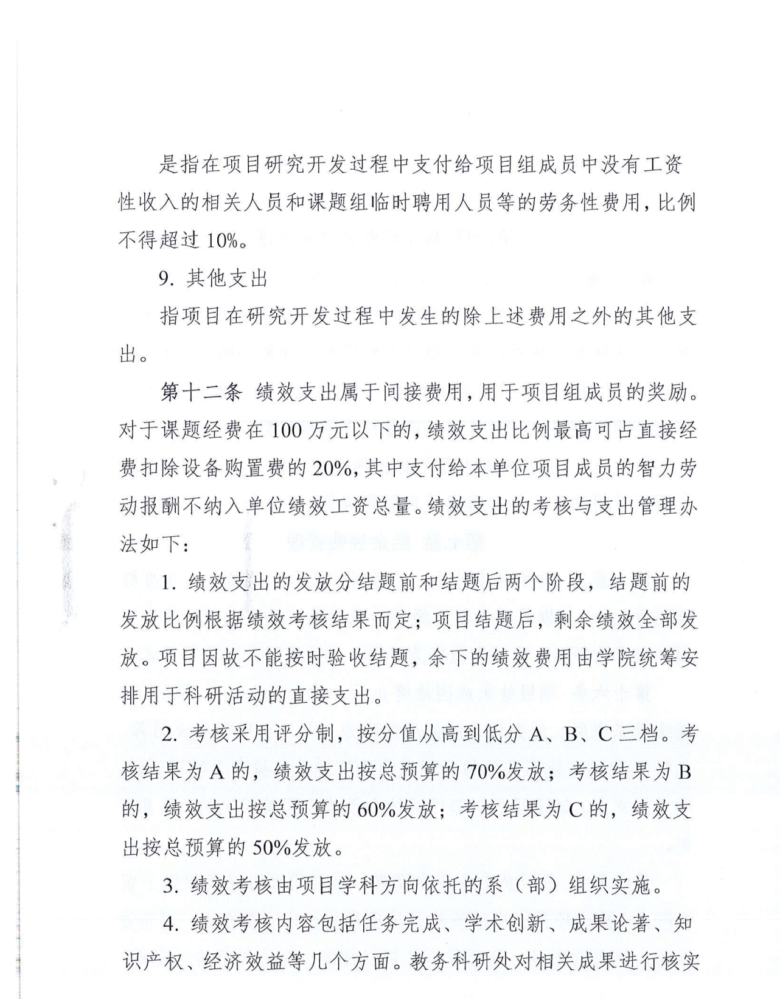 是指在项目研究开发过程中支付给项目组成员中没有工资
性收入的相关人员和课题组临时聘用人员等的劳务性费用，比例
不得超过 10%。
9. 其他支出
指项目在研究开发过程中发生的除上述费用之外的其他支
出。
第十二条 绩效支出属于间接费用，用于项目组成员的奖励。
对于课题经费在 100 万元以下的，绩效支出比例最高可占直接经
费扣除设备购置费的 20%，其中支付给本单位项目成员的智力劳
动报酬不纳入单位绩效工资总量。绩效支出的考核与支出管理办
法如下：
1. 绩效支出的发放分结题前和结题后两个阶段，结题前的
发放比例根据绩效考核结果而定；项目结题后，剩余绩效全部发
放。项目因故不能按时验收结题，余下的绩效费用由学院统筹安
排用于科研活动的直接支出。
2. 考核采用评分制，按分值从高到低分 A、B、C 三档。考
核结果为 A 的，绩效支出按总预算的 70%发放；考核结果为 B
的，绩效支出按总预算的 60%发放；考核结果为 C 的，绩效支
出按总预算的 50%发放。
3. 绩效考核由项目学科方向依托的系（部）组织实施。
4. 绩效考核内容包括任务完成、学术创新、成果论著、知
识产权、经济效益等几个方面。教务科研处对相关成果进行核实